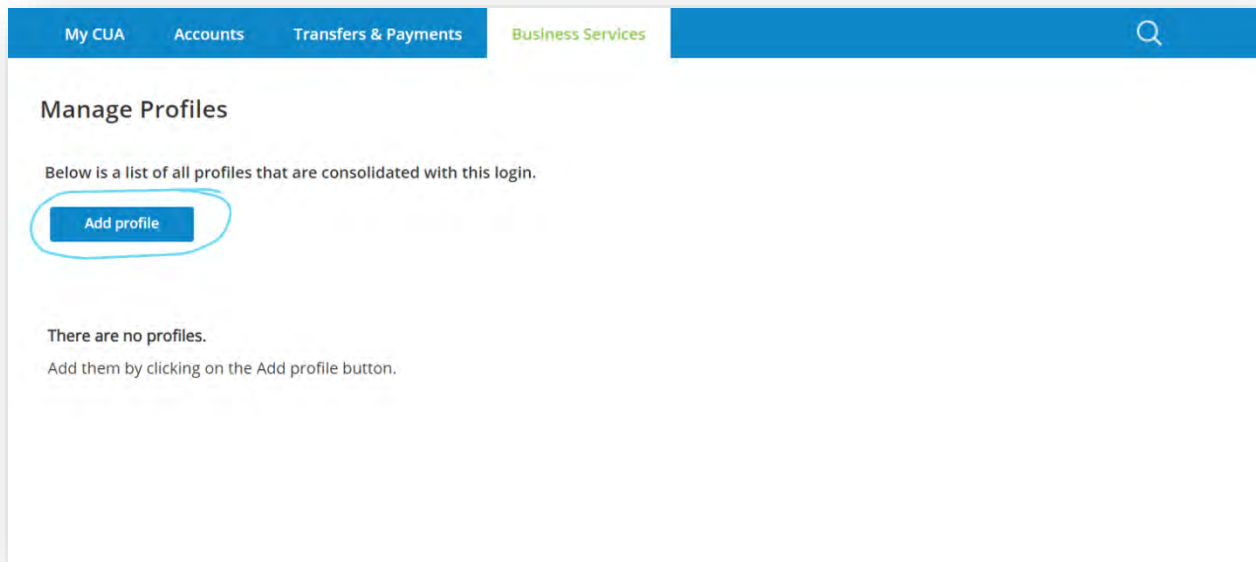 My CUA Accounts Transfers & Payments Business Services
Manage Profiles
Below is a list of all profiles that are consolidated with this login.
Add profile
There are no profiles.
Add them by clicking on the Add profile button.